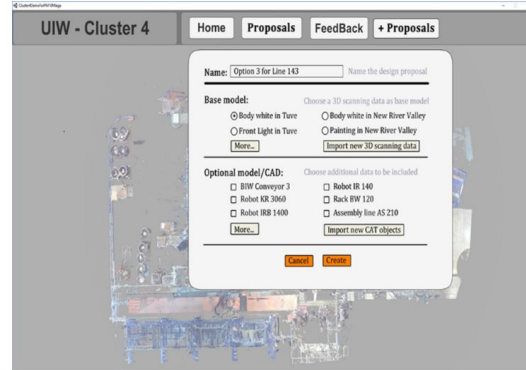 UIW - Cluster 4
Home Proposals FeedBack + Proposals
Name: Option 3 for Line 143 Name the design proposal
Base model: Choose a 3D scanning data as base model
Body white in Tuve Body white in New River Valley
Front Light in Tuve Painting in New River Valley
More... Import new 3D scanning data
Optional model/CAD: Choose additional data to be included
BIW Conveyor 3 Robot IR 140
Robot KR 3060 Rack BW 120
Robot IRB 1400 Assembly line AS 210
More... Import new CAT objects
Cancel Create